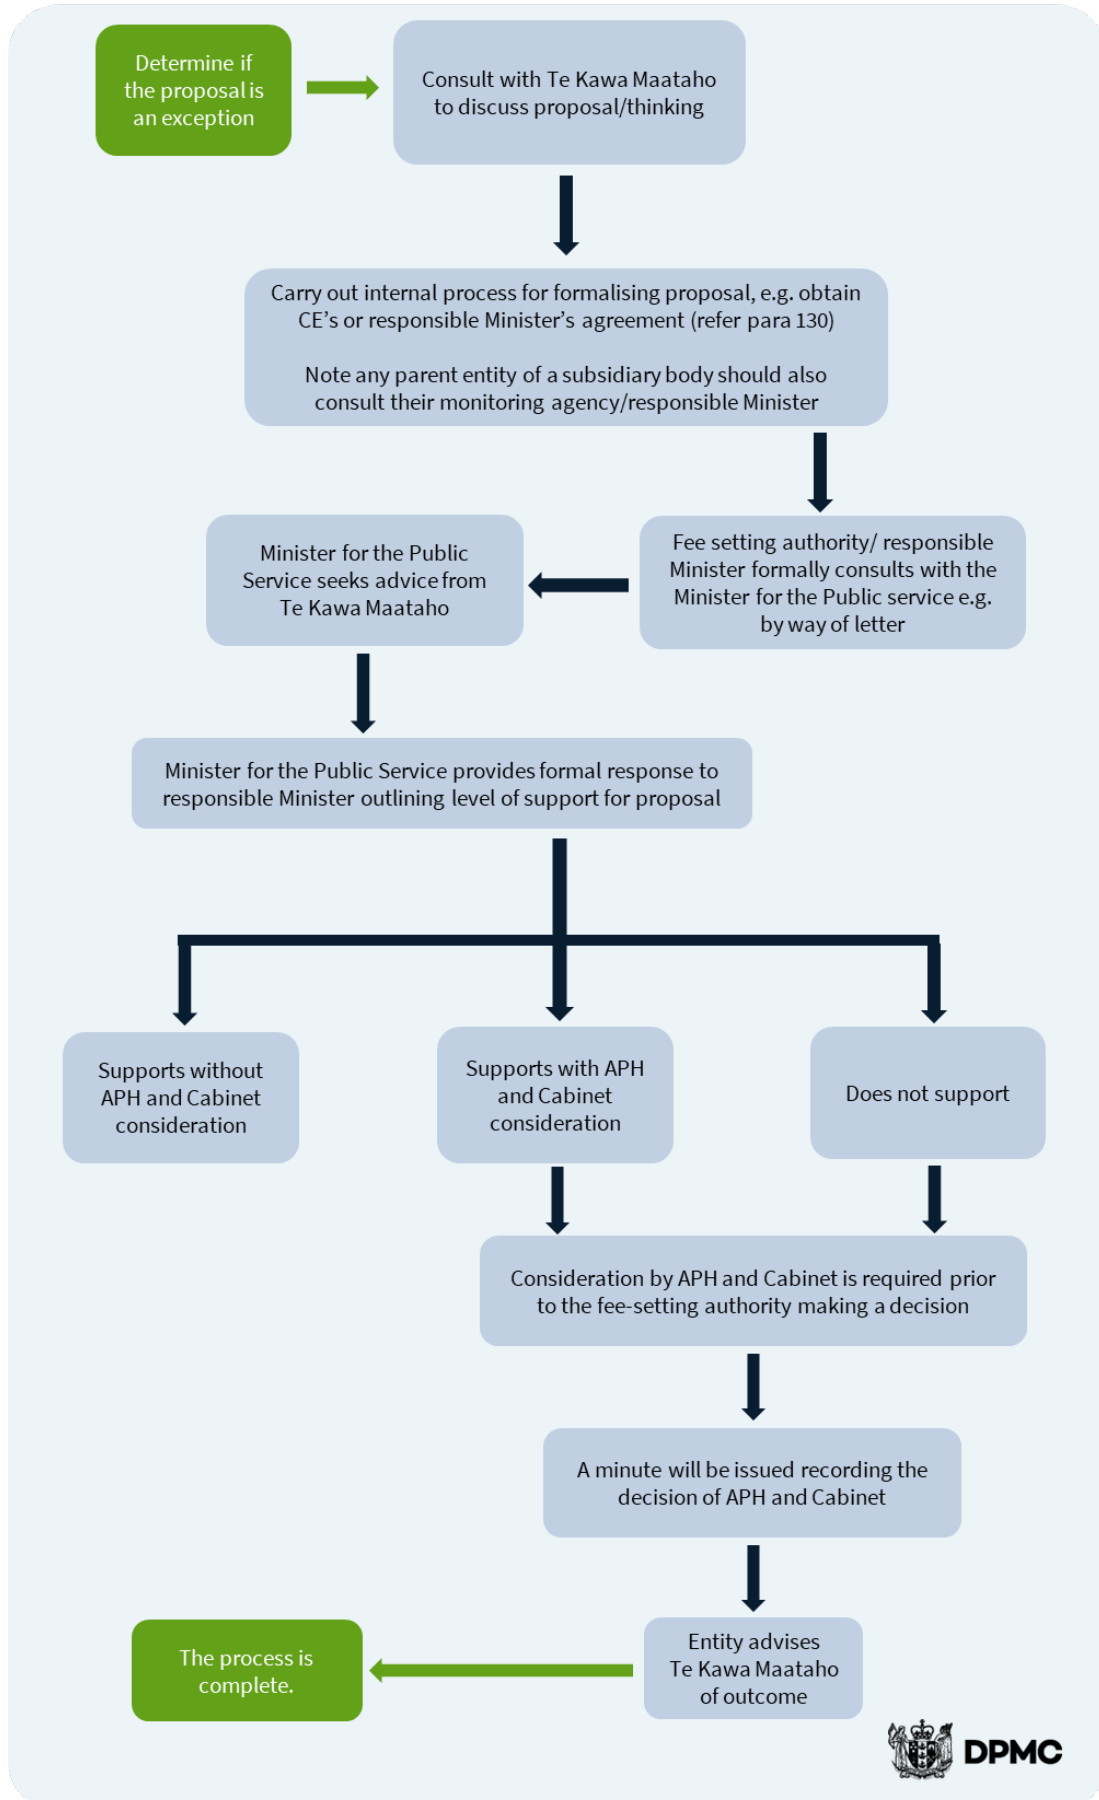 Determine if
the proposal is
an exception
Consult with Te Kawa Maataho
to discuss proposal/thinking
Carry out internal process for formalising proposal, e.g. obtain
CE's or responsible Minister's agreement (refer para 130)
Note any parent entity of a subsidiary body should also
consult their monitoring agency/responsible Minister
Fee setting authority/ responsible
Minister formally consults with the
Minister for the Public service e.g.
by way of letter
Minister for the Public
Service seeks advice from
Te Kawa Maataho
Minister for the Public Service provides formal response to
responsible Minister outlining level of support for proposal
Supports without
APH and Cabinet
consideration
Supports with APH
and Cabinet
consideration
Does not support
Consideration by APH and Cabinet is required prior
to the fee-setting authority making a decision
A minute will be issued recording the
decision of APH and Cabinet
Entity advises
Te Kawa Maataho
of outcome
The process is
complete.
DPMC